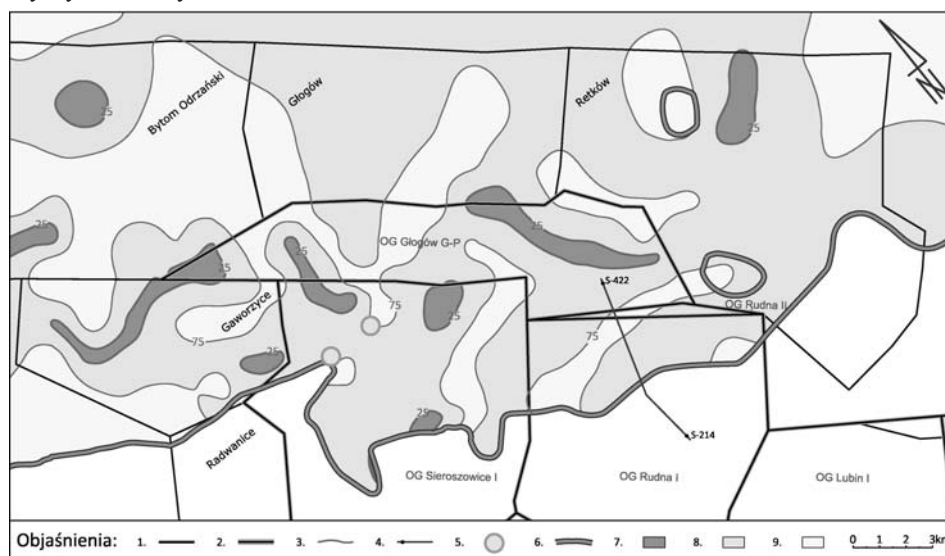 Bytom Odrzański
Głogów
Retków
25
25
25
25
25
OG Głogów G-P
S-422
75
OG Rudna II
Gaworzyce
75
25
75
25
25
Radwanice
S-214
OG Sieroszowice I
OG Rudna I
OG Lubin I
Objaśnienia: 1. 2. 3. 4. 5. 6. 7. 8. 9. 0 1 2 3km